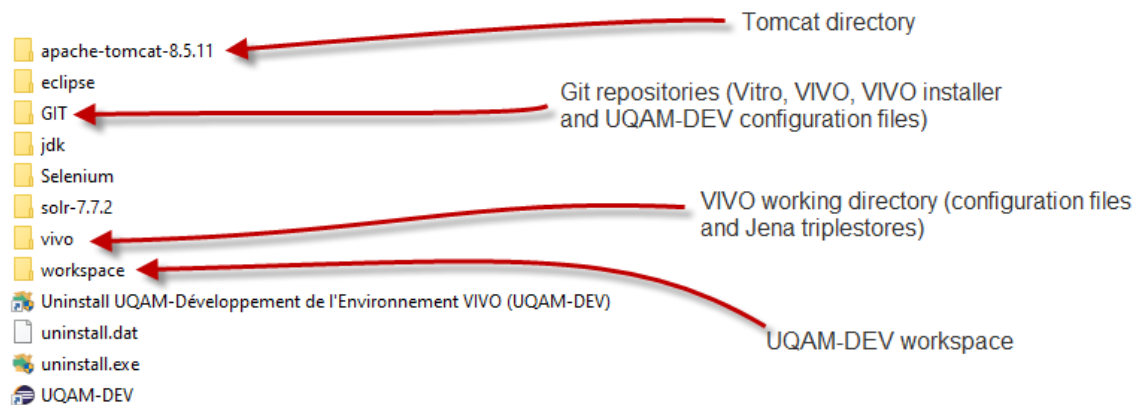 Tomcat directory
apache-tomcat-8.5.11
eclipse
Git repositories (Vitro, VIVO, VIVO installer
and UQAM-DEV configuration files)
GIT
jdk
Selenium
solr-7.7.2
VIVO working directory (configuration files
and Jena triplestores)
vivo
workspace
Uninstall UQAM-Développement de l'Environnement VIVO (UQAM-DEV)
uninstall.dat
UQAM-DEV workspace
uninstall.exe
UQAM-DEV